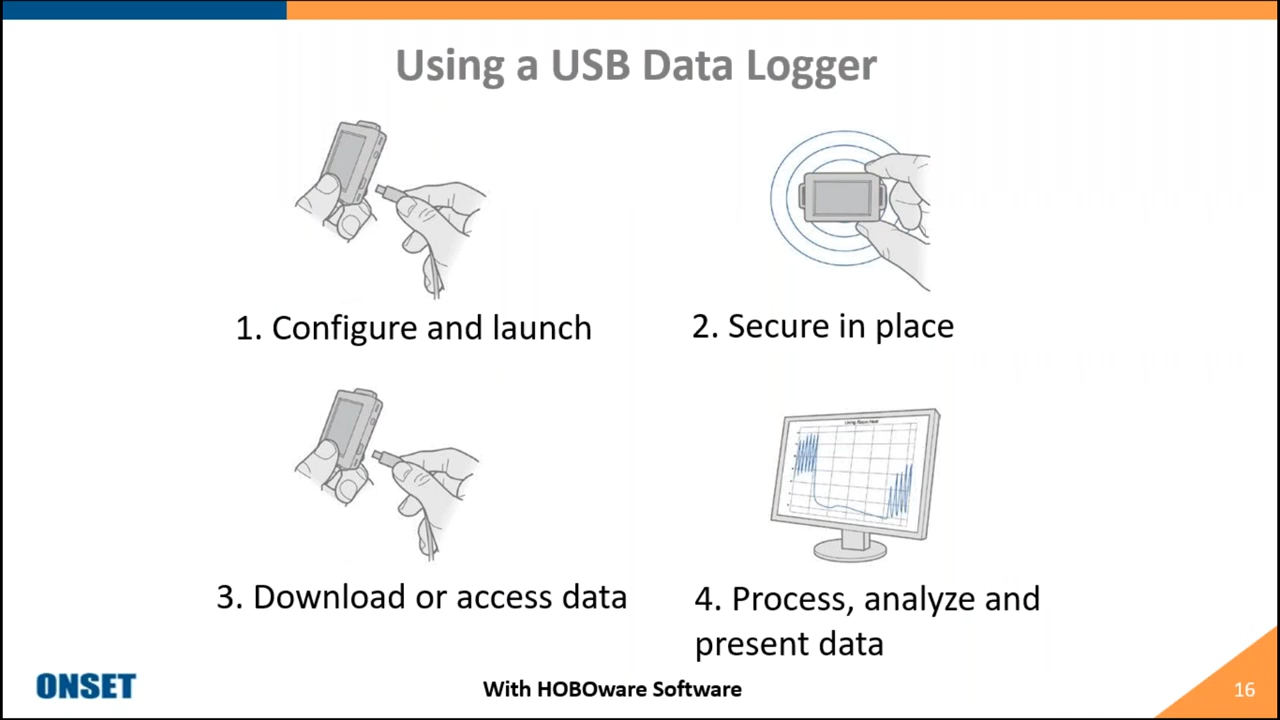 Using a USB Data Logger
1. Configure and launch
2. Secure in place
3. Download or access data
4. Process, analyze and
present data
ONSET
With HOBOware Software
16